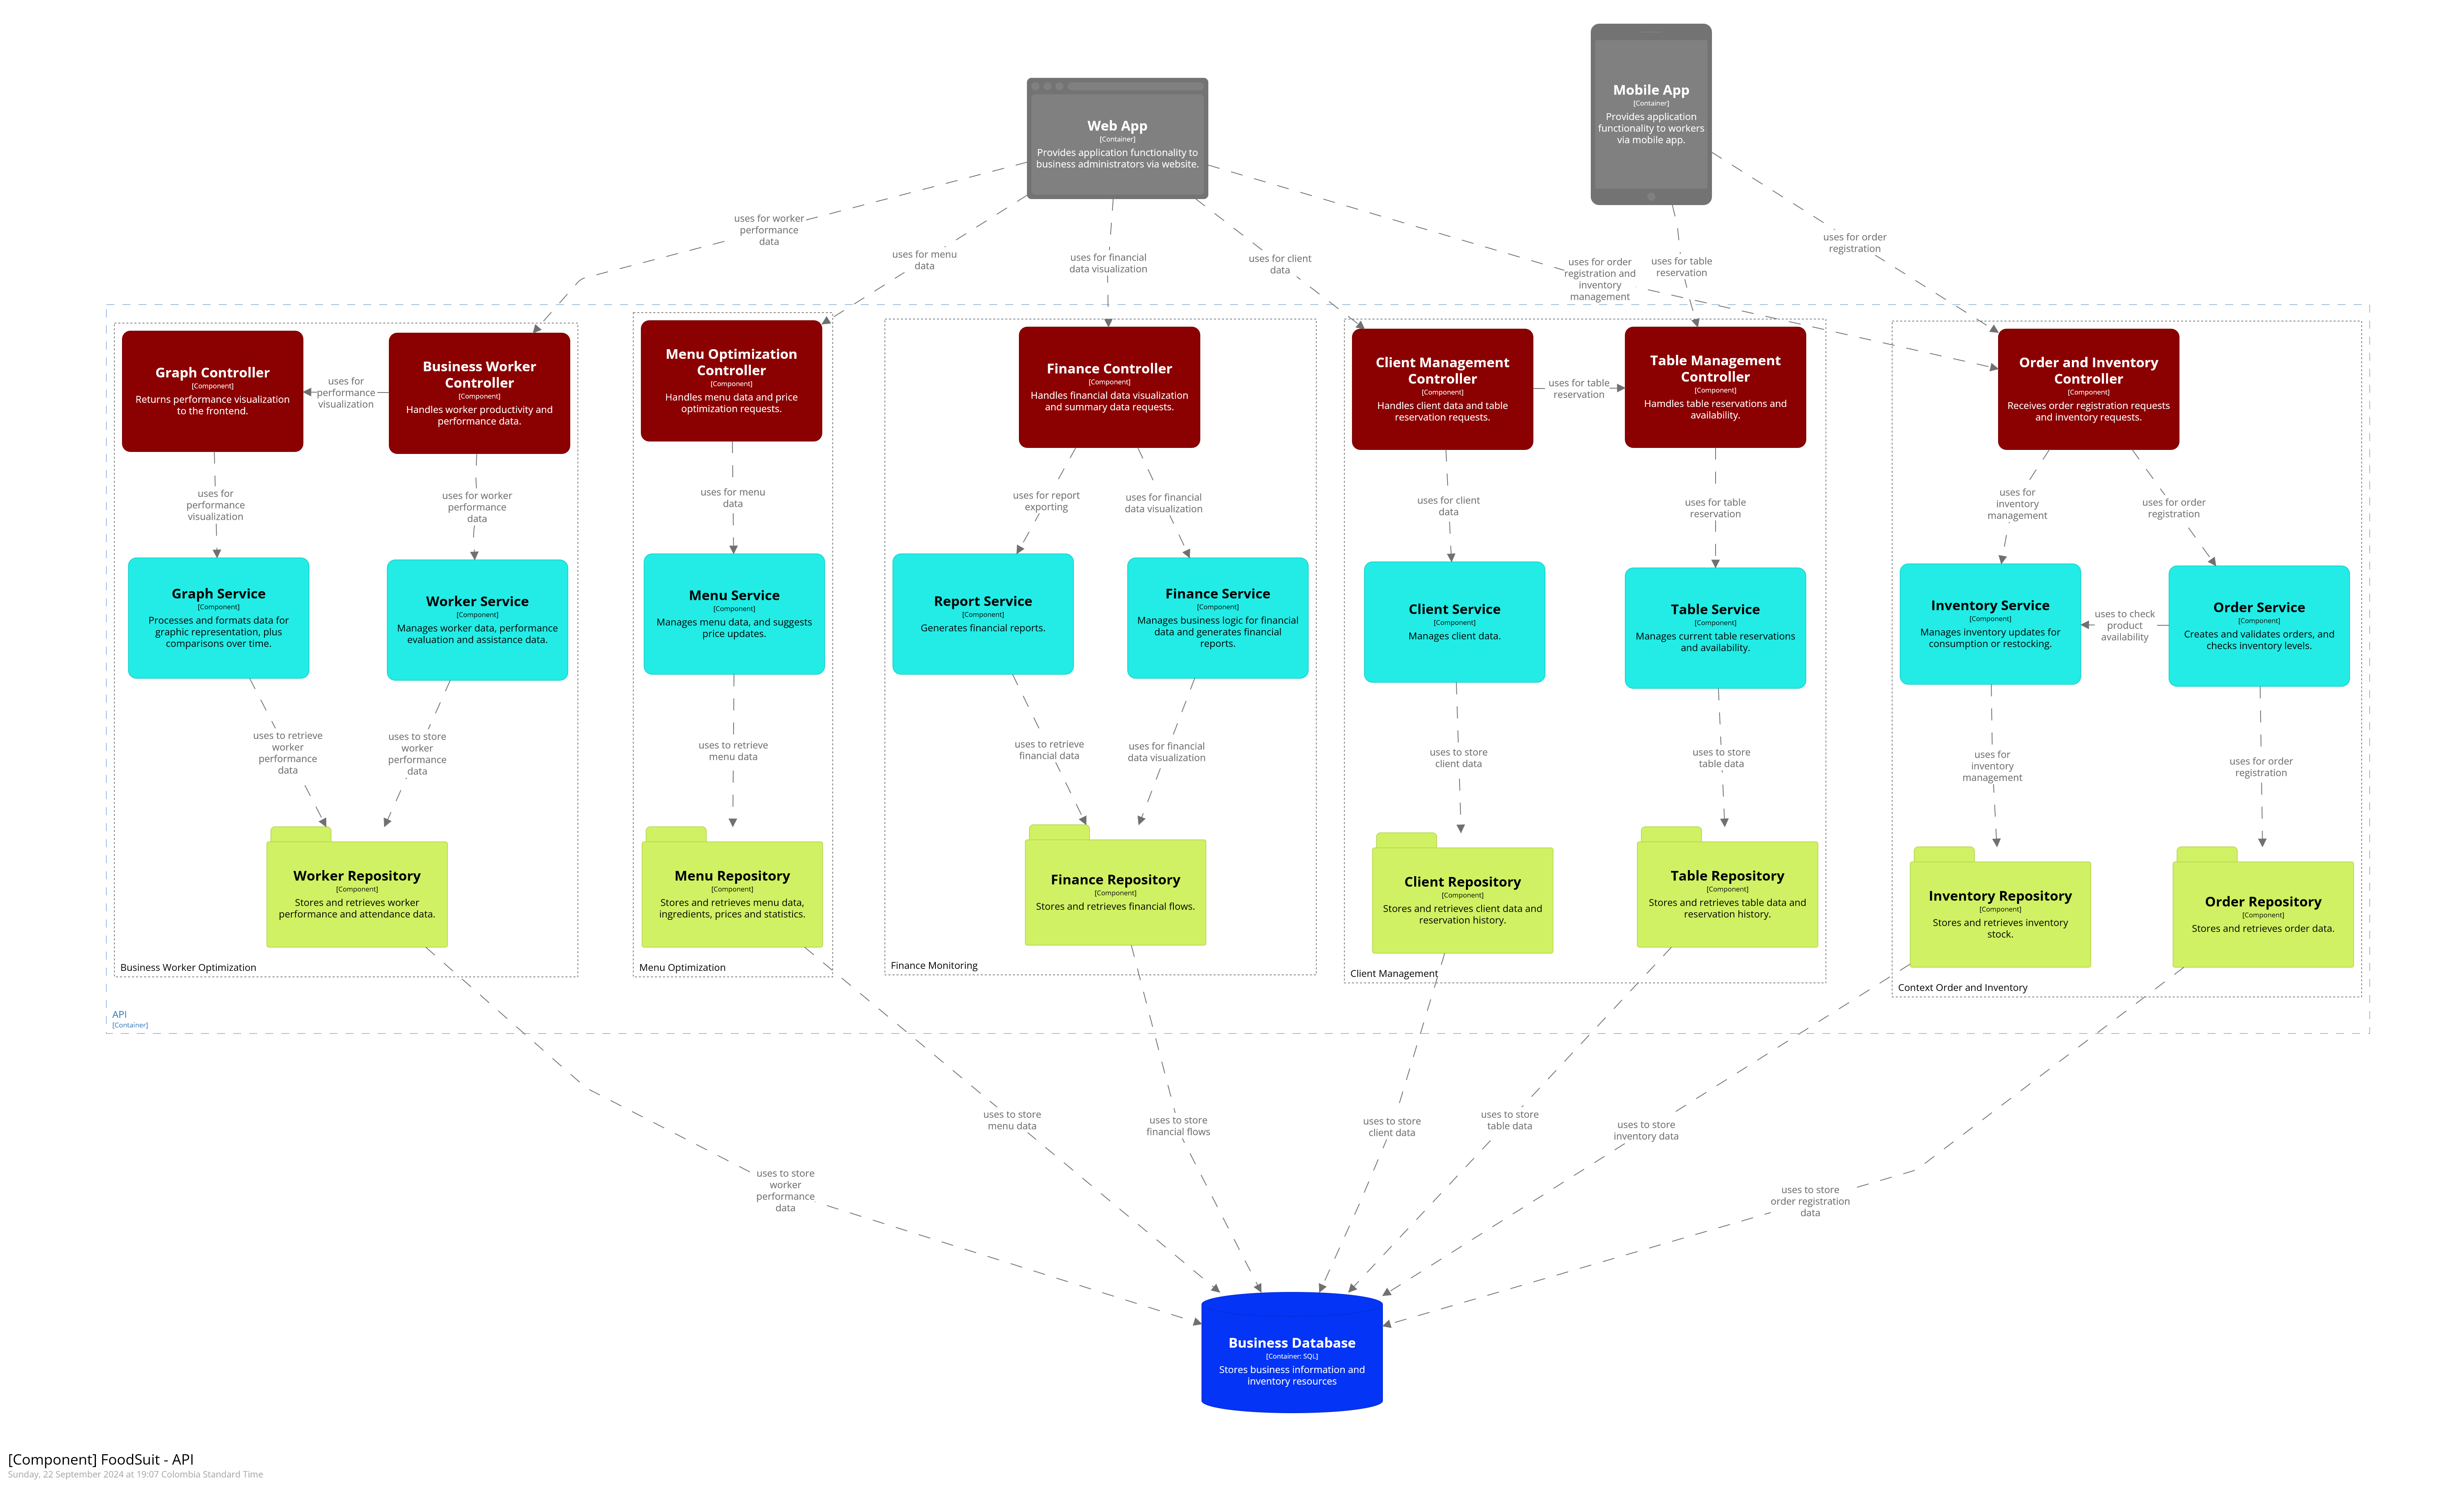 Mobile App
[Container]
Provides application
functionality to workers
via mobile app.
Web App
[Container]
Provides application functionality to
business administrators via website.
uses for worker
performance
data
uses for menu
data
uses for financial
data visualization
uses for client
data
uses for order
registration and
inventory
management
uses for table
reservation
uses for order
registration
Graph Controller
[Component]
Returns performance visualization
to the frontend.
uses for
performance
visualization
Business Worker
Controller
[Component]
Handles worker productivity and
performance data.
Menu Optimization
Controller
[Component]
Handles menu data and price
optimization requests.
Finance Controller
[Component]
Handles financial data visualization
and summary data requests.
Client Management
Controller
[Component]
Handles client data and table
reservation requests.
uses for table
reservation
Table Management
Controller
[Component]
Hamdles table reservations and
availability.
Order and Inventory
Controller
[Component]
Receives order registration requests
and inventory requests.
uses for
performance
visualization
uses for worker
performance
data
uses for menu
data
uses for report
exporting
uses for financial
data visualization
uses for client
data
uses for table
reservation
uses for
inventory
management
uses for order
registration
Graph Service
[Component]
Processes and formats data for
graphic representation, plus
comparisons over time.
Worker Service
[Component]
Manages worker data, performance
evaluation and assistance data.
Menu Service
[Component]
Manages menu data, and suggests
price updates.
Report Service
[Component]
Generates financial reports.
Finance Service
[Component]
Manages business logic for financial
data and generates financial
reports.
Client Service
[Component]
Manages client data.
Table Service
[Component]
Manages current table reservations
and availability.
Inventory Service
[Component]
Manages inventory updates for
consumption or restocking.
uses to check
product
availability
Order Service
[Component]
Creates and validates orders, and
checks inventory levels.
uses to retrieve
worker
performance
data
uses to store
worker
performance
data
uses to retrieve
menu data
uses to retrieve
financial data
uses for financial
data visualization
uses to store
client data
uses to store
table data
uses for
inventory
management
uses for order
registration
Worker Repository
[Component]
Stores and retrieves worker
performance and attendance data.
Menu Repository
[Component]
Stores and retrieves menu data,
ingredients, prices and statistics.
Finance Repository
[Component]
Stores and retrieves financial flows.
Client Repository
[Component]
Stores and retrieves client data and
reservation history.
Table Repository
[Component]
Stores and retrieves table data and
reservation history.
Inventory Repository
[Component]
Stores and retrieves inventory
stock.
Order Repository
[Component]
Stores and retrieves order data.
Business Worker Optimization
Menu Optimization
Finance Monitoring
Client Management
Context Order and Inventory
API
[Container]
uses to store
worker
performance
data
uses to store
menu data
uses to store
financial flows
uses to store
client data
uses to store
table data
uses to store
inventory data
uses to store
order registration
data
Business Database
[Container: SQL]
Stores business information and
inventory resources
[Component] FoodSuit - API
Sunday, 22 September 2024 at 19:07 Colombia Standard Time